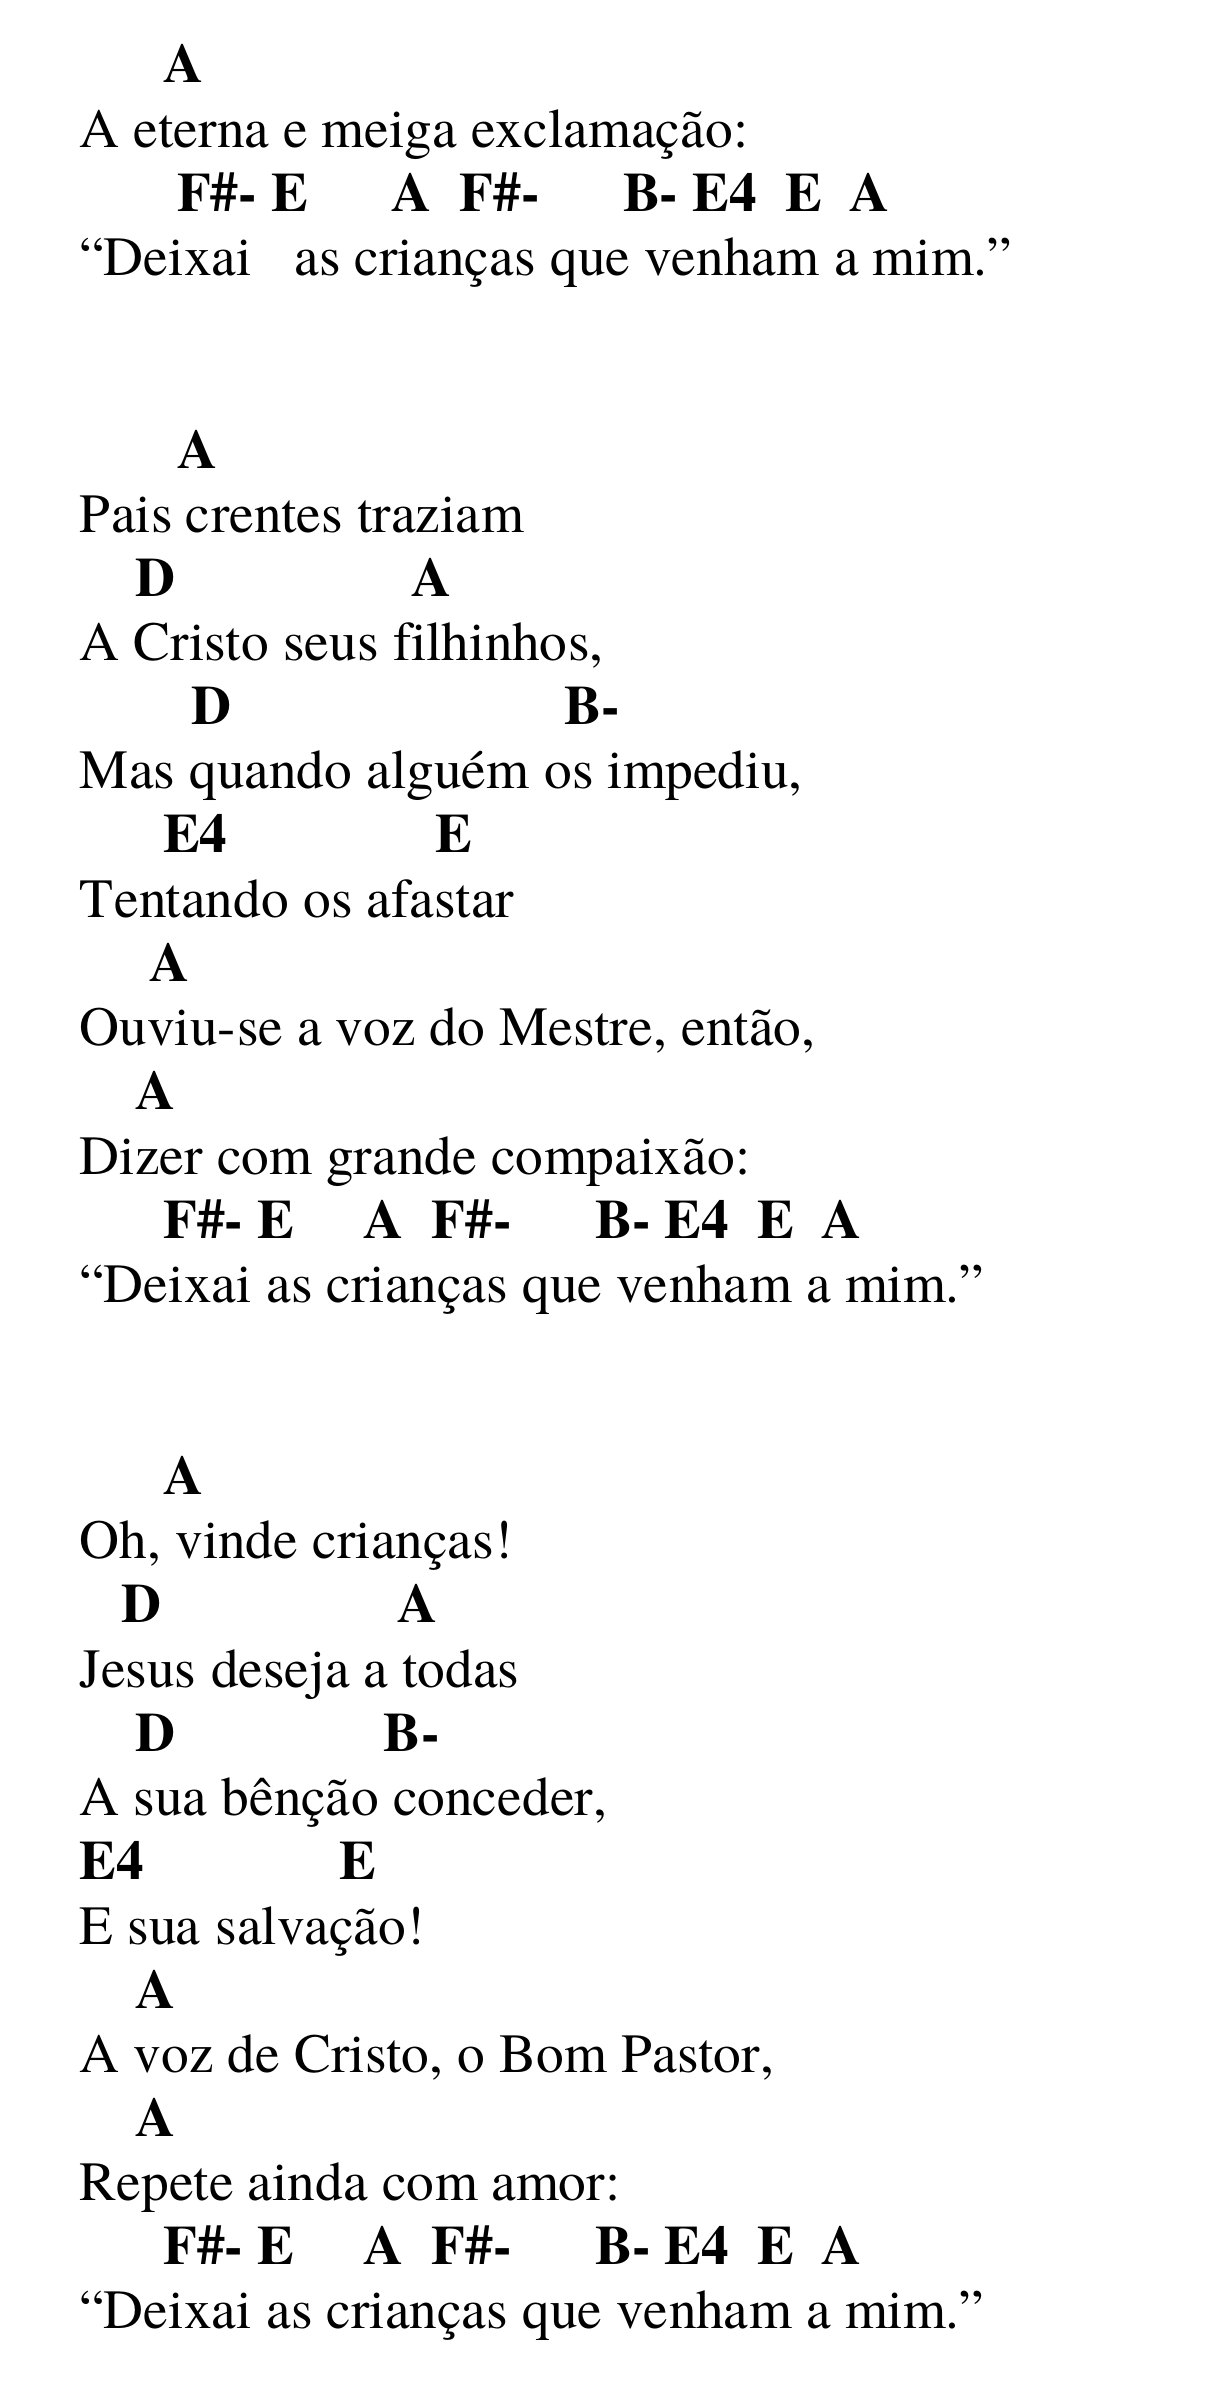 A
A eterna e meiga exclamação:
F#- E A F#- B- E4 E A
“Deixai as crianças que venham a mim.”
A
Pais crentes traziam
D A
A Cristo seus filhinhos,
D B-
Mas quando alguém os impediu,
E4 E
Tentando os afastar
A
Ouviu-se a voz do Mestre, então,
A
Dizer com grande compaixão:
F#- E A F#- B- E4 E A
“Deixai as crianças que venham a mim.”
A
Oh, vinde crianças!
D A
Jesus deseja a todas
D B-
A sua bênção conceder,
E4 E
E sua salvação!
A
A voz de Cristo, o Bom Pastor,
A
Repete ainda com amor:
F#- E A F#- B- E4 E A
“Deixai as crianças que venham a mim.”